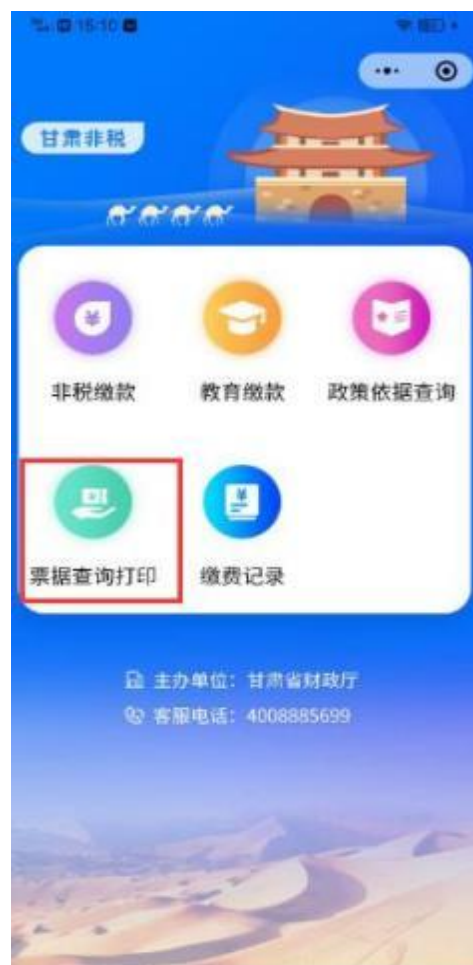 15:10
甘肃非税
非税缴款
教育缴款
政策依据查询
票据查询打印
缴费记录
主办单位：甘肃省财政厅
客服电话：4008885699